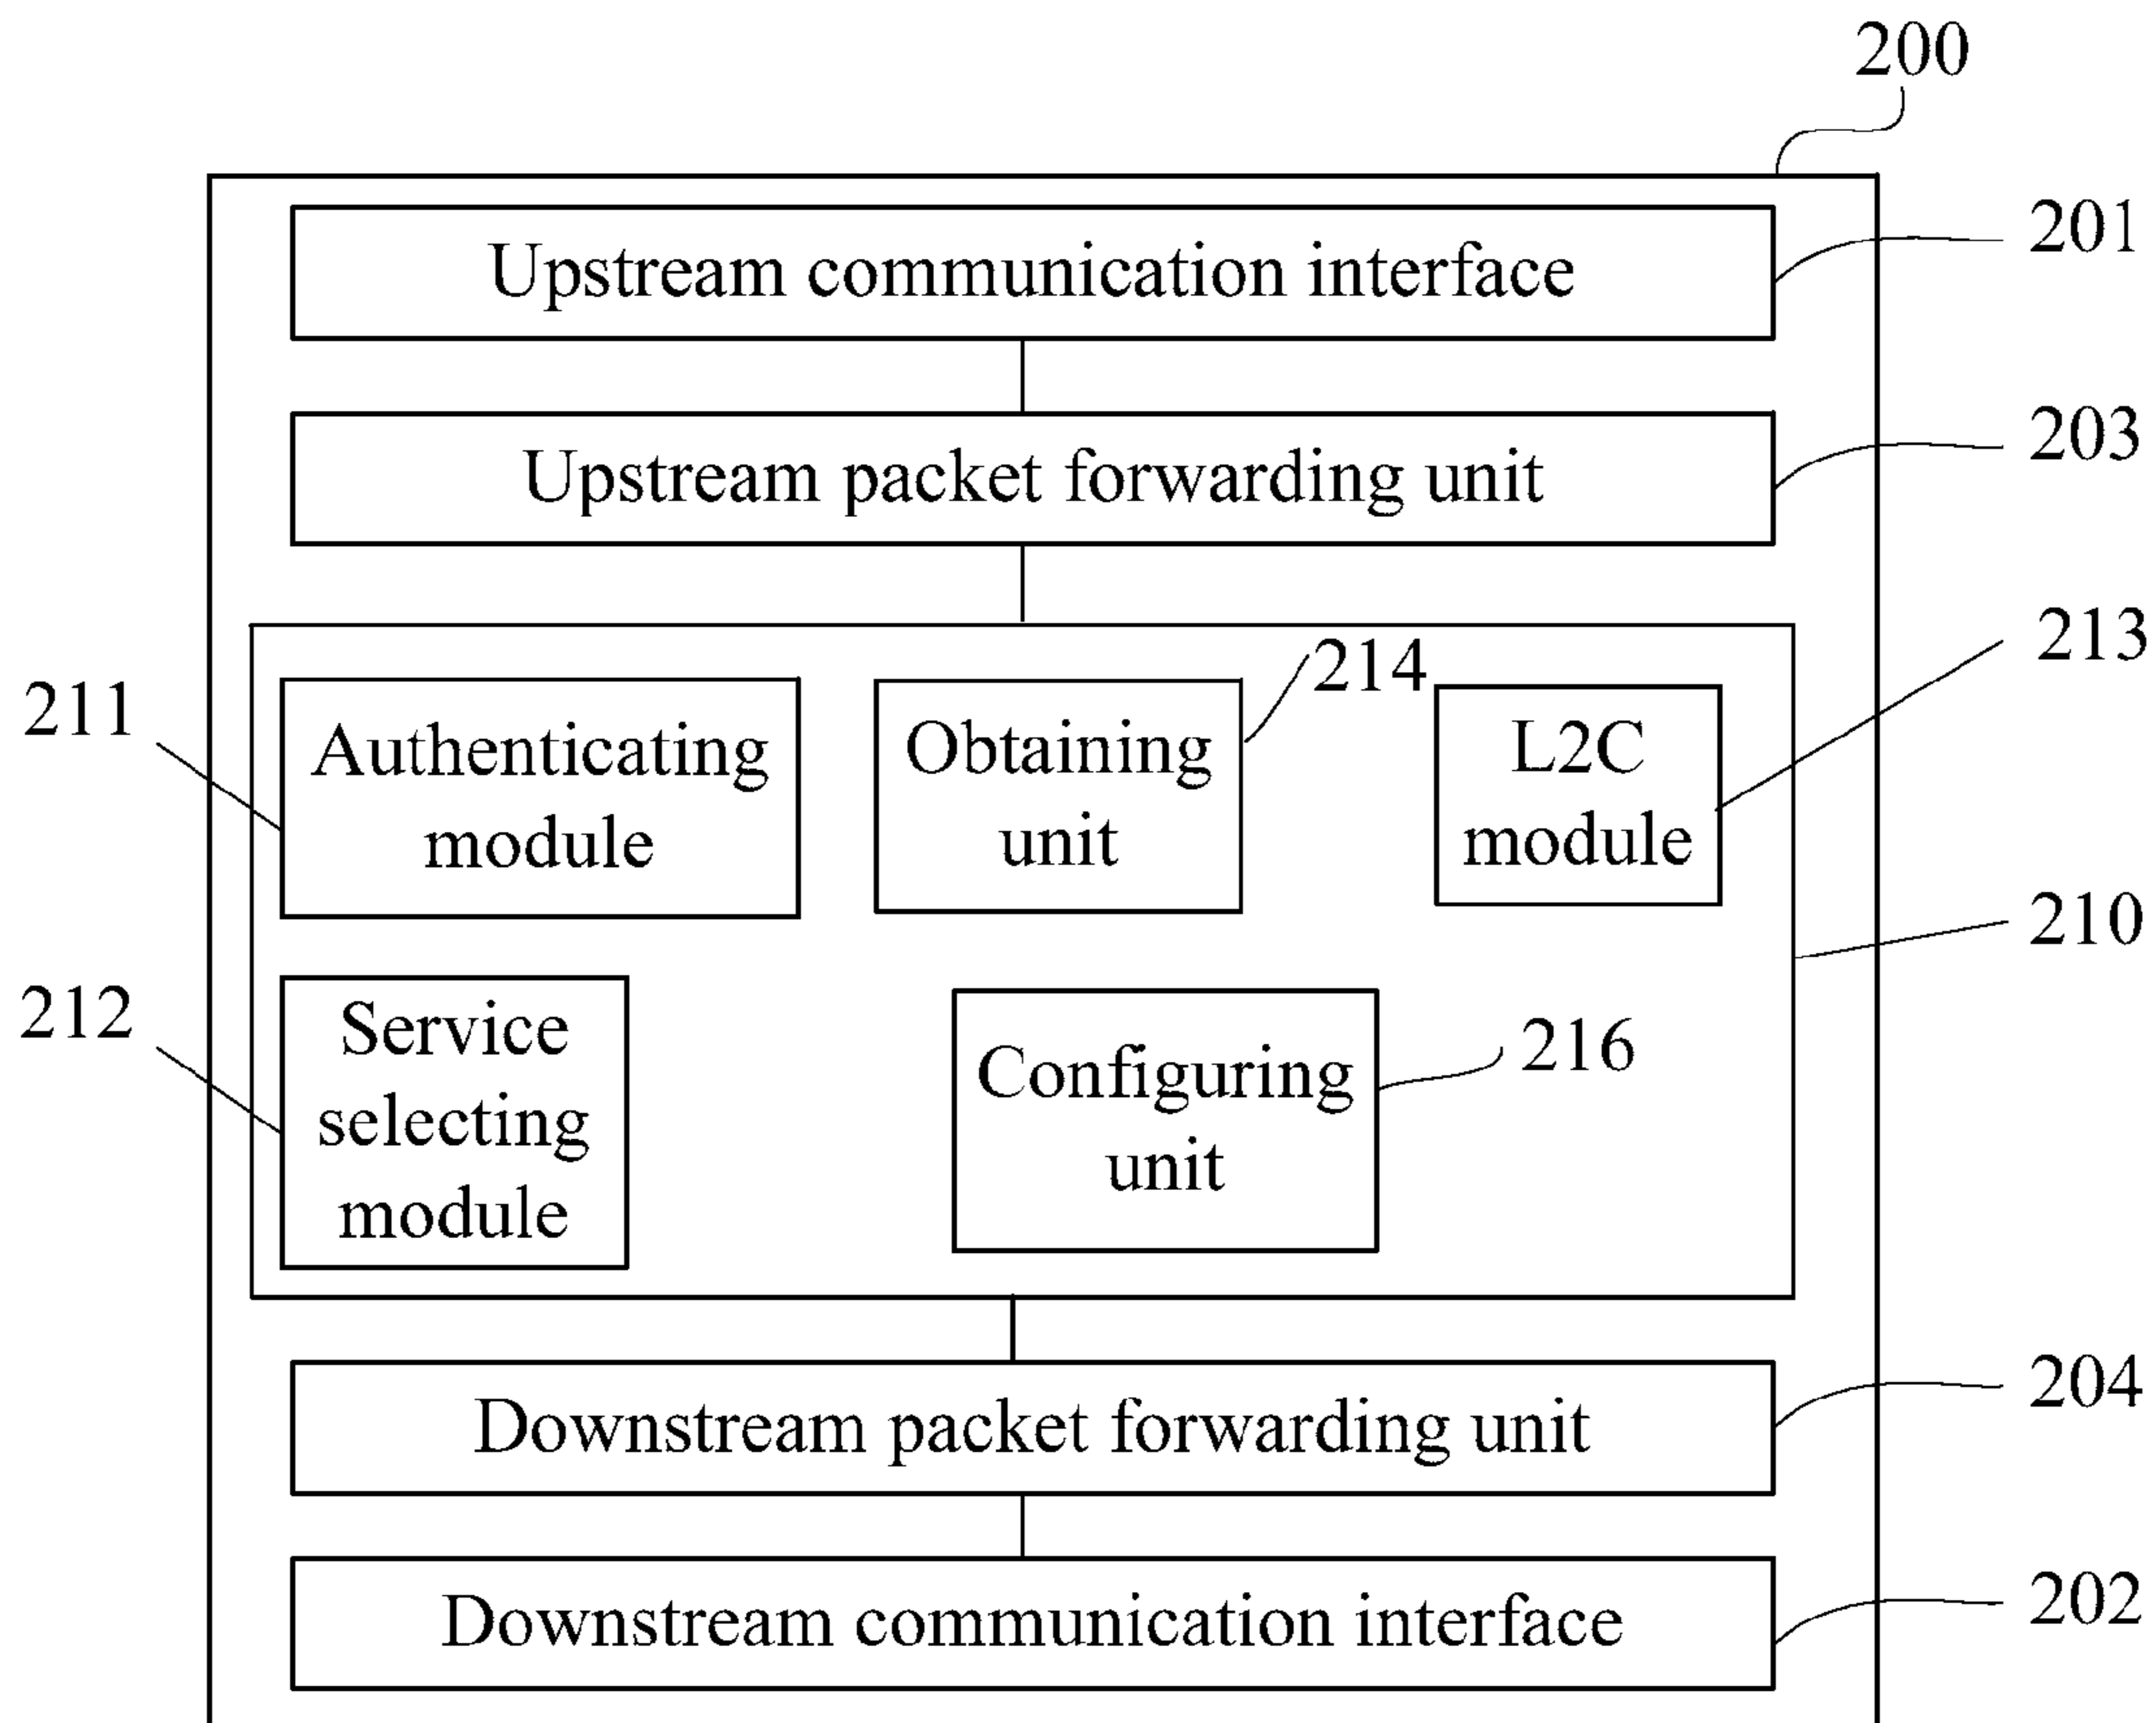 200
Upstream communication interface
201
Upstream packet forwarding unit
203
211
Authenticating
module
Obtaining
unit
214
L2C
module
213
210
212
Service
selecting
module
Configuring
unit
216
Downstream packet forwarding unit
204
Downstream communication interface
202